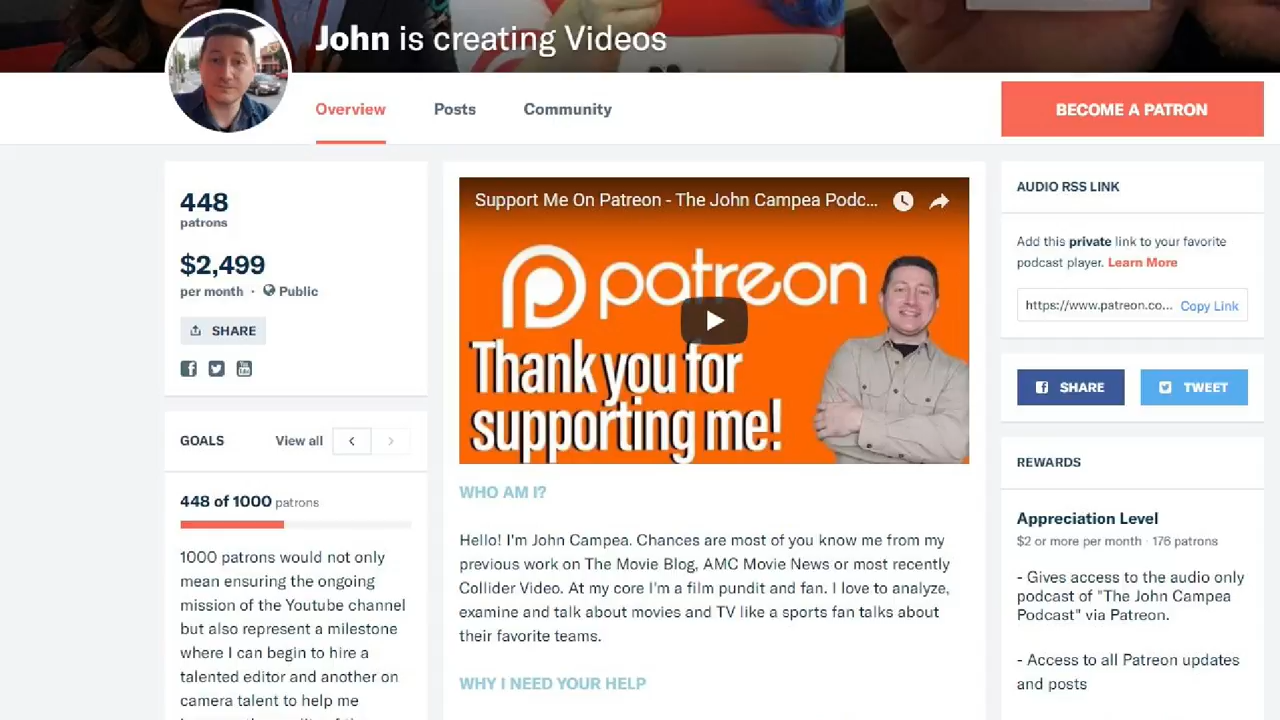 John is creating Videos
Overview
Posts
Community
BECOME A PATRON
448
patrons
$2,499
per month · Public
SHARE
GOALS
View all
448 of 1000 patrons
1000 patrons would not only
mean ensuring the ongoing
mission of the Youtube channel
but also represent a milestone
where I can begin to hire a
talented editor and another on
camera talent to help me
Support Me On Patreon - The John Campea Podc...
patreon
Thank you for
supporting me!
WHO AM I?
Hello! I'm John Campea. Chances are most of you know me from my
previous work on The Movie Blog, AMC Movie News or most recently
Collider Video. At my core I'm a film pundit and fan. I love to analyze,
examine and talk about movies and TV like a sports fan talks about
their favorite teams.
WHY I NEED YOUR HELP
AUDIO RSS LINK
Add this private link to your favorite
podcast player. Learn More
https://www.patreon.co... Copy Link
SHARE
TWEET
REWARDS
Appreciation Level
$2 or more per month · 176 patrons
- Gives access to the audio only
podcast of "The John Campea
Podcast" via Patreon.
- Access to all Patreon updates
and posts